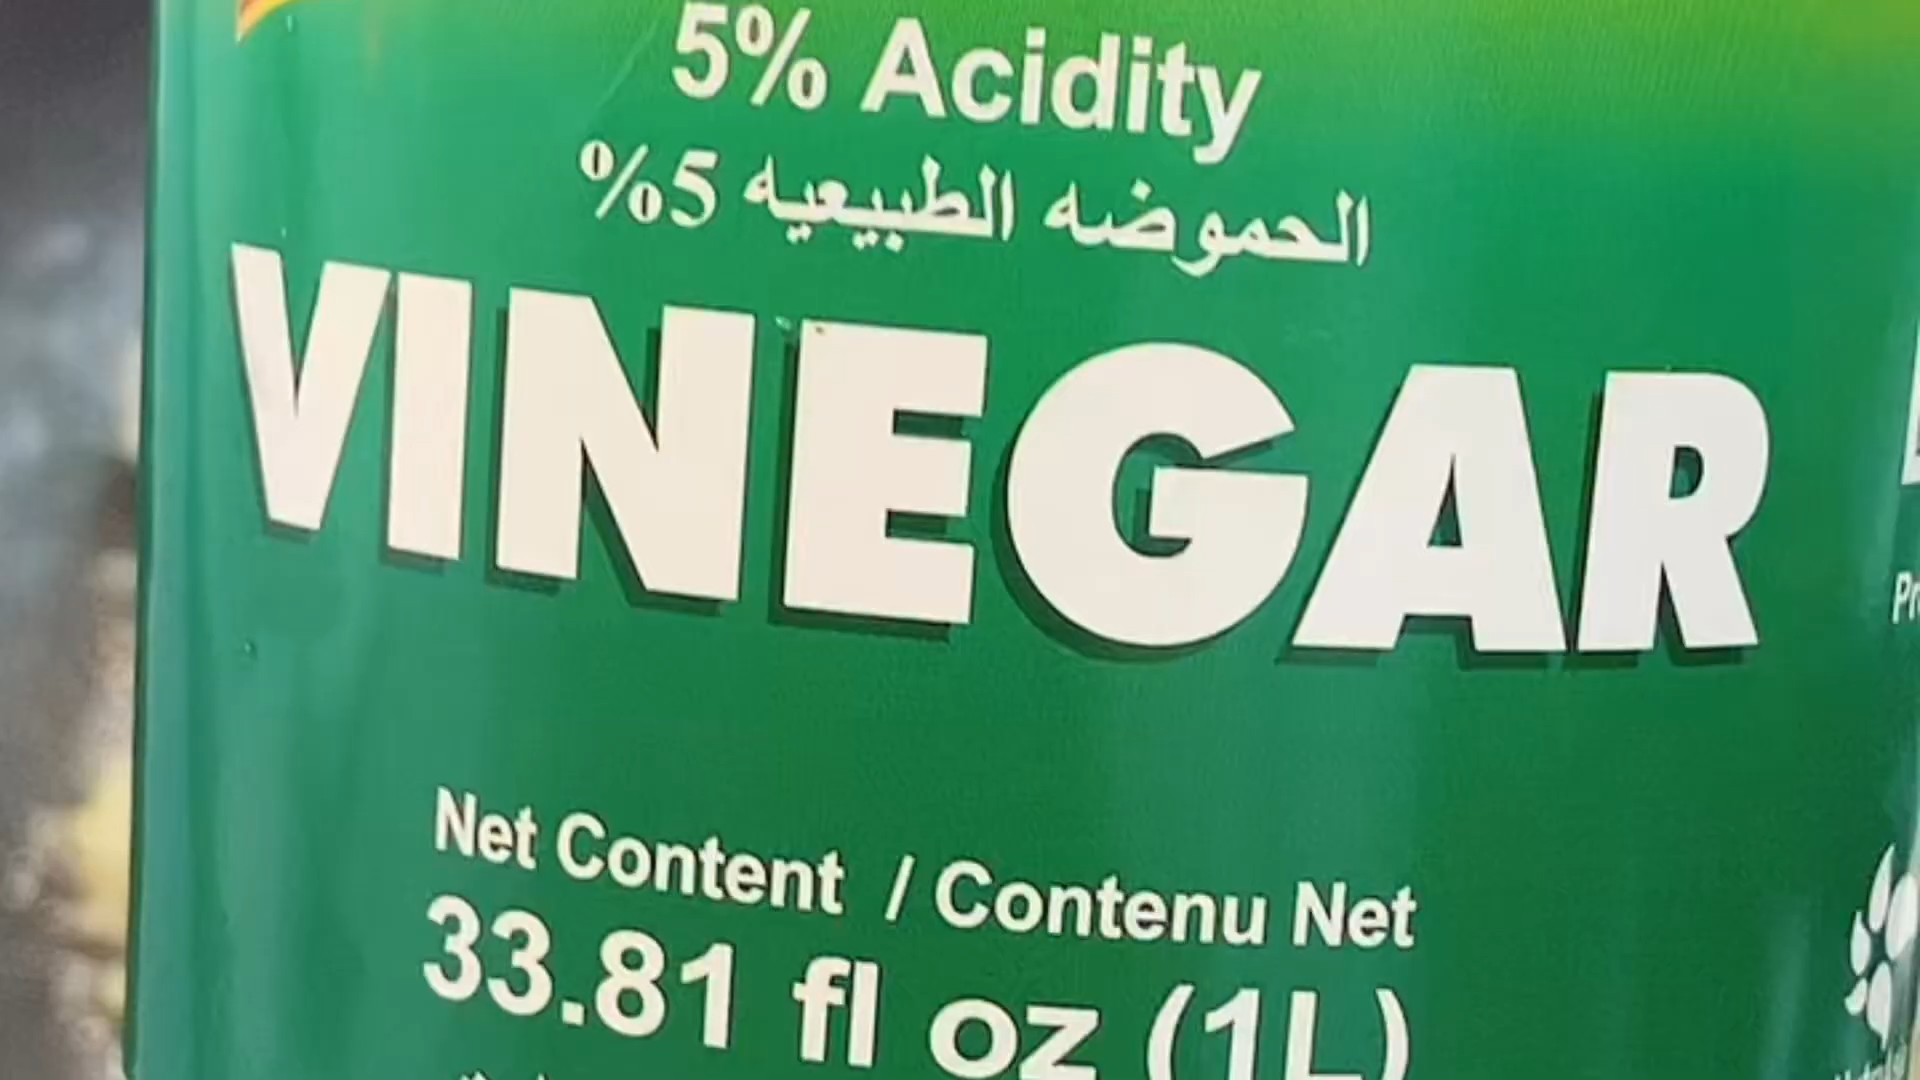 5% Acidity
الحموضه الطبيعيه 5%
VINEGAR
Net Content / Contenu Net
33.81 fl oz (1L)